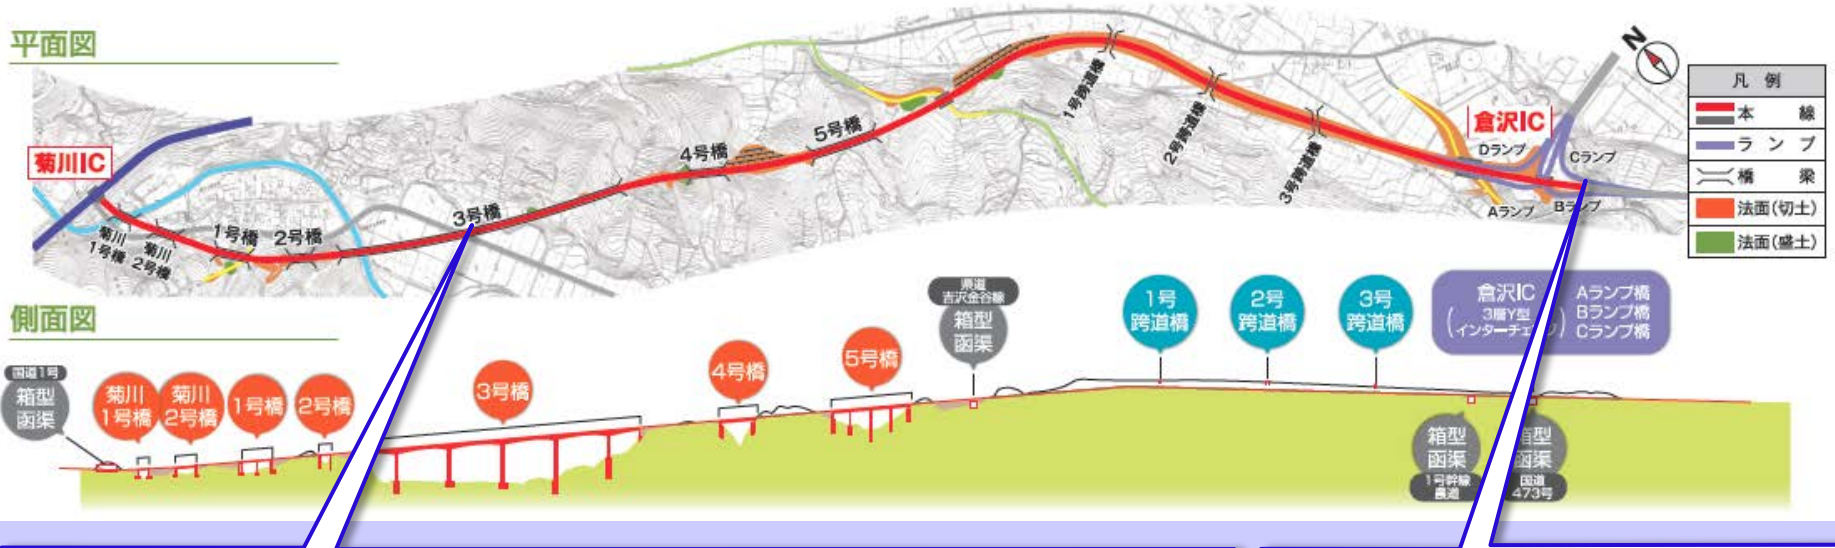 平面図
菊川IC
菊川
1号橋
菊川
2号橋
1号橋
2号橋
3号橋
4号橋
5号橋
1号跨道橋
2号跨道橋
3号跨道橋
倉沢IC
Dランプ
Cランプ
Aランプ
Bランプ
N
凡 例
本 線
ラ ン プ
橋 梁
法面(切土)
法面(盛土)
側面図
国道1号
箱型
函渠
菊川
1号橋
菊川
2号橋
1号橋
2号橋
3号橋
4号橋
5号橋
県道
吉沢金谷線
箱型
函渠
1号
跨道橋
2号
跨道橋
3号
跨道橋
倉沢IC
(3層Y型
インターチェ)
Aランプ橋
Bランプ橋
Cランプ橋
箱型
函渠
1号幹線
農道
箱型
函渠
国道
473号